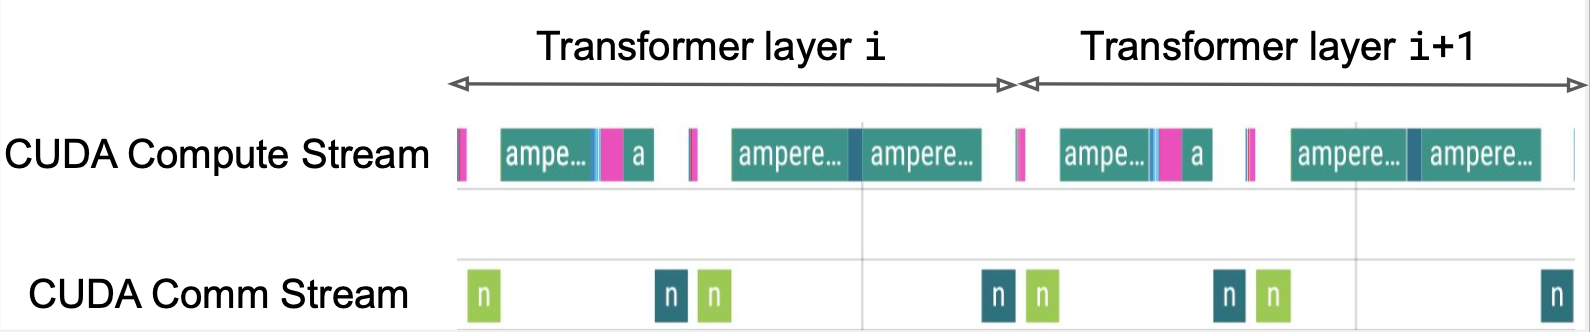 Transformer layer i
Transformer layer i+1
CUDA Compute Stream
ampe... a ampere... ampere... ampe... a ampere... ampere...
CUDA Comm Stream
n n n n n n n n